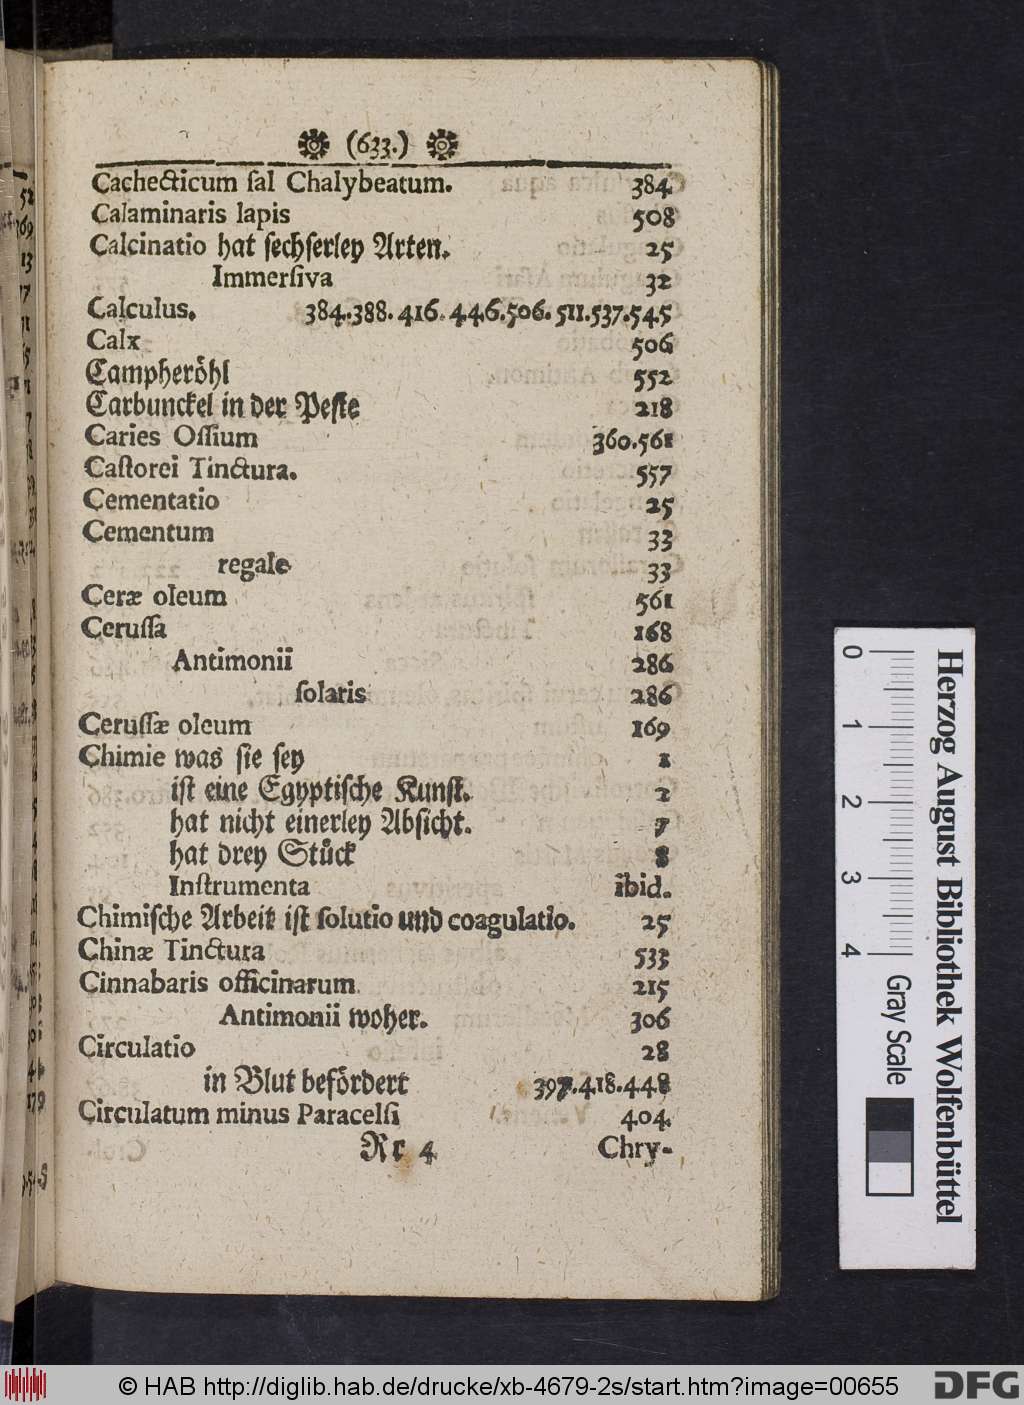 (633.)
Cachecticum ſal Chalybeatum. 384.
Calaminaris lapis 508
Calcinatio hat ſechſerley Arten. 25
Immerſiva 32
Calculus. 384.388.416.446.506.511.537.545
Calx 506
Campheröhl 552
Carbunckel in der Peſte 218
Caries Oſſium 360.561
Caſtorei Tinctura. 557
Cementatio 25
Cementum 33
regale 33
Ceræ oleum 561
Ceruſſa 168
Antimonii 286
ſolaris 286
Ceruſſæ oleum 169
Chimie was ſie ſey 1
iſt eine Egyptiſche Kunſt. 2
hat nicht einerley Abſicht. 7
hat drey Stück 8
Inſtrumenta ibid.
Chimiſche Arbeit iſt ſolutio und coagulatio. 25
Chinæ Tinctura 533
Cinnabaris officinarum 215
Antimonii woher. 306
Circulatio 28
in Blut befördert 397.418.448
Circulatum minus Paracelſi 404.
Rr 4 Chry-
Herzog August Bibliothek Wolfenbüttel
0 1 2 3 4
Gray Scale
© HAB http://diglib.hab.de/drucke/xb-4679-2s/start.htm?image=00655
DFG